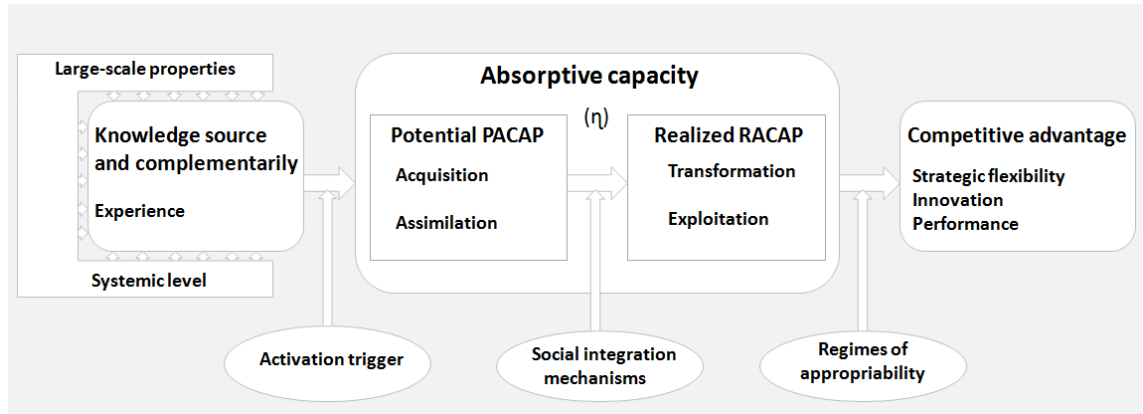 Large-scale properties
Knowledge source
and complementarily
Experience
Systemic level
Absorptive capacity
(η)
Potential PACAP
Acquisition
Assimilation
Realized RACAP
Transformation
Exploitation
Competitive advantage
Strategic flexibility
Innovation
Performance
Activation trigger
Social integration
mechanisms
Regimes of
appropriability